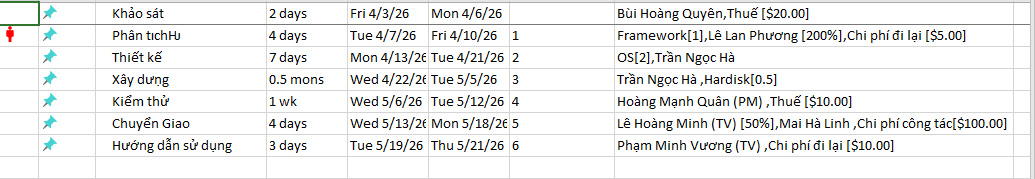 Khảo sát 2 days Fri 4/3/26 Mon 4/6/26 Bùi Hoàng Quyên,Thuế [$20.00]
Phân tıchHu 4 days Tue 4/7/26 Fri 4/10/26 1 Framework[1],Lê Lan Phương [200%],Chi phí đi lại [$5.00]
Thiết kế 7 days Mon 4/13/26 Tue 4/21/26 2 OS[2],Trần Ngọc Hà
Xây dựng 0.5 mons Wed 4/22/26 Tue 5/5/26 3 Trần Ngọc Hà ,Hardisk[0.5]
Kiểm thử 1 wk Wed 5/6/26 Tue 5/12/26 4 Hoàng Mạnh Quân (PM) ,Thuế [$10.00]
Chuyển Giao 4 days Wed 5/13/26 Mon 5/18/26 5 Lê Hoàng Minh (TV) [50%],Mai Hà Linh ,Chi phí công tác[$100.00]
Hướng dẫn sử dụng 3 days Tue 5/19/26 Thu 5/21/26 6 Phạm Minh Vương (TV) ,Chi phí đi lại [$10.00]